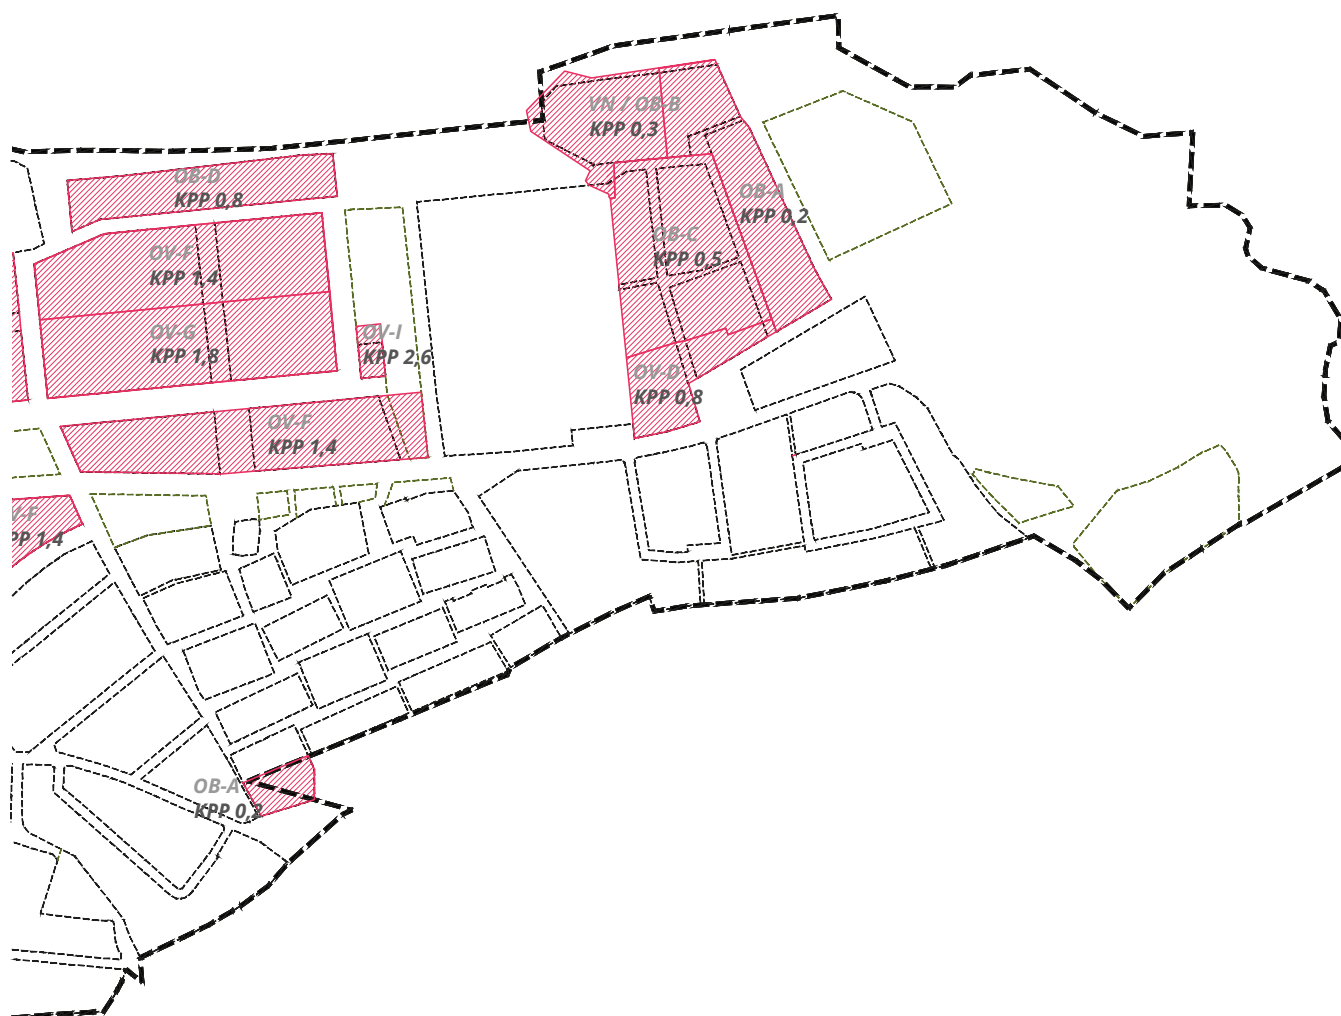 VN / OB-B
KPP 0,3
OB-D
KPP 0,8
OB-A
KPP 0,2
OB-C
KPP 0,5
OV-F
KPP 1,4
OV-G
KPP 1,8
OV-I
KPP 2,6
OV-D
KPP 0,8
OV-F
KPP 1,4
V-F
PP 1,4
OB-A
KPP 0,2